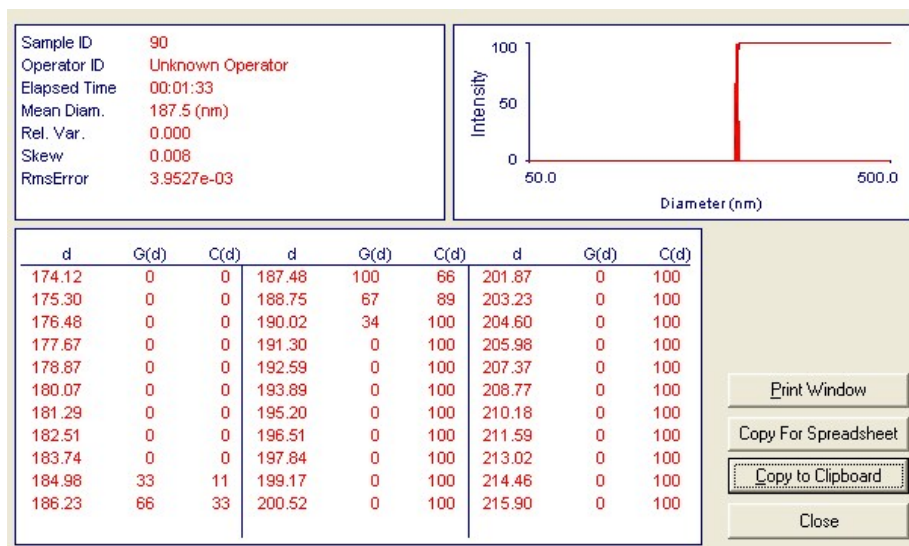 Sample ID 90
Operator ID Unknown Operator
Elapsed Time 00:01:33
Mean Diam. 187.5 (nm)
Rel. Var. 0.000
Skew 0.008
RmsError 3.9527e-03
100
50
0
Intensity
50.0 500.0
Diameter (nm)
d G(d) C(d) d G(d) C(d) d G(d) C(d)
174.12 0 0 187.48 100 66 201.87 0 100
175.30 0 0 188.75 67 89 203.23 0 100
176.48 0 0 190.02 34 100 204.60 0 100
177.67 0 0 191.30 0 100 205.98 0 100
178.87 0 0 192.59 0 100 207.37 0 100
180.07 0 0 193.89 0 100 208.77 0 100
181.29 0 0 195.20 0 100 210.18 0 100
182.51 0 0 196.51 0 100 211.59 0 100
183.74 0 0 197.84 0 100 213.02 0 100
184.98 33 11 199.17 0 100 214.46 0 100
186.23 66 33 200.52 0 100 215.90 0 100
Print Window
Copy For Spreadsheet
Copy to Clipboard
Close